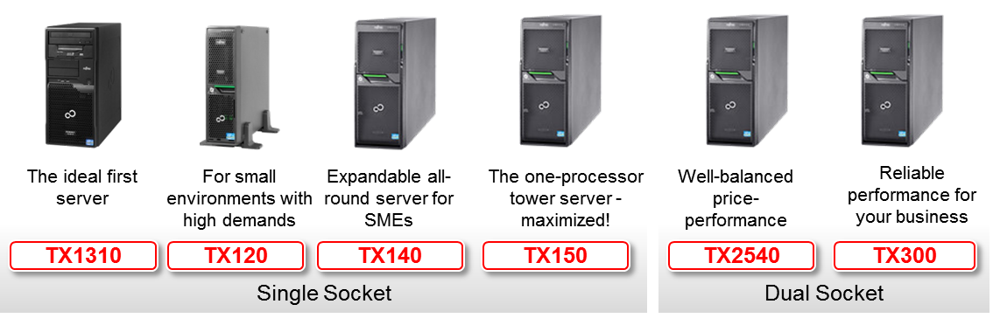 The ideal first
server
For small
environments with
high demands
Expandable all-
round server for
SMEs
The one-processor
tower server -
maximized!
Well-balanced
price-
performance
Reliable
performance for
your business
TX1310
TX120
TX140
TX150
TX2540
TX300
Single Socket
Dual Socket